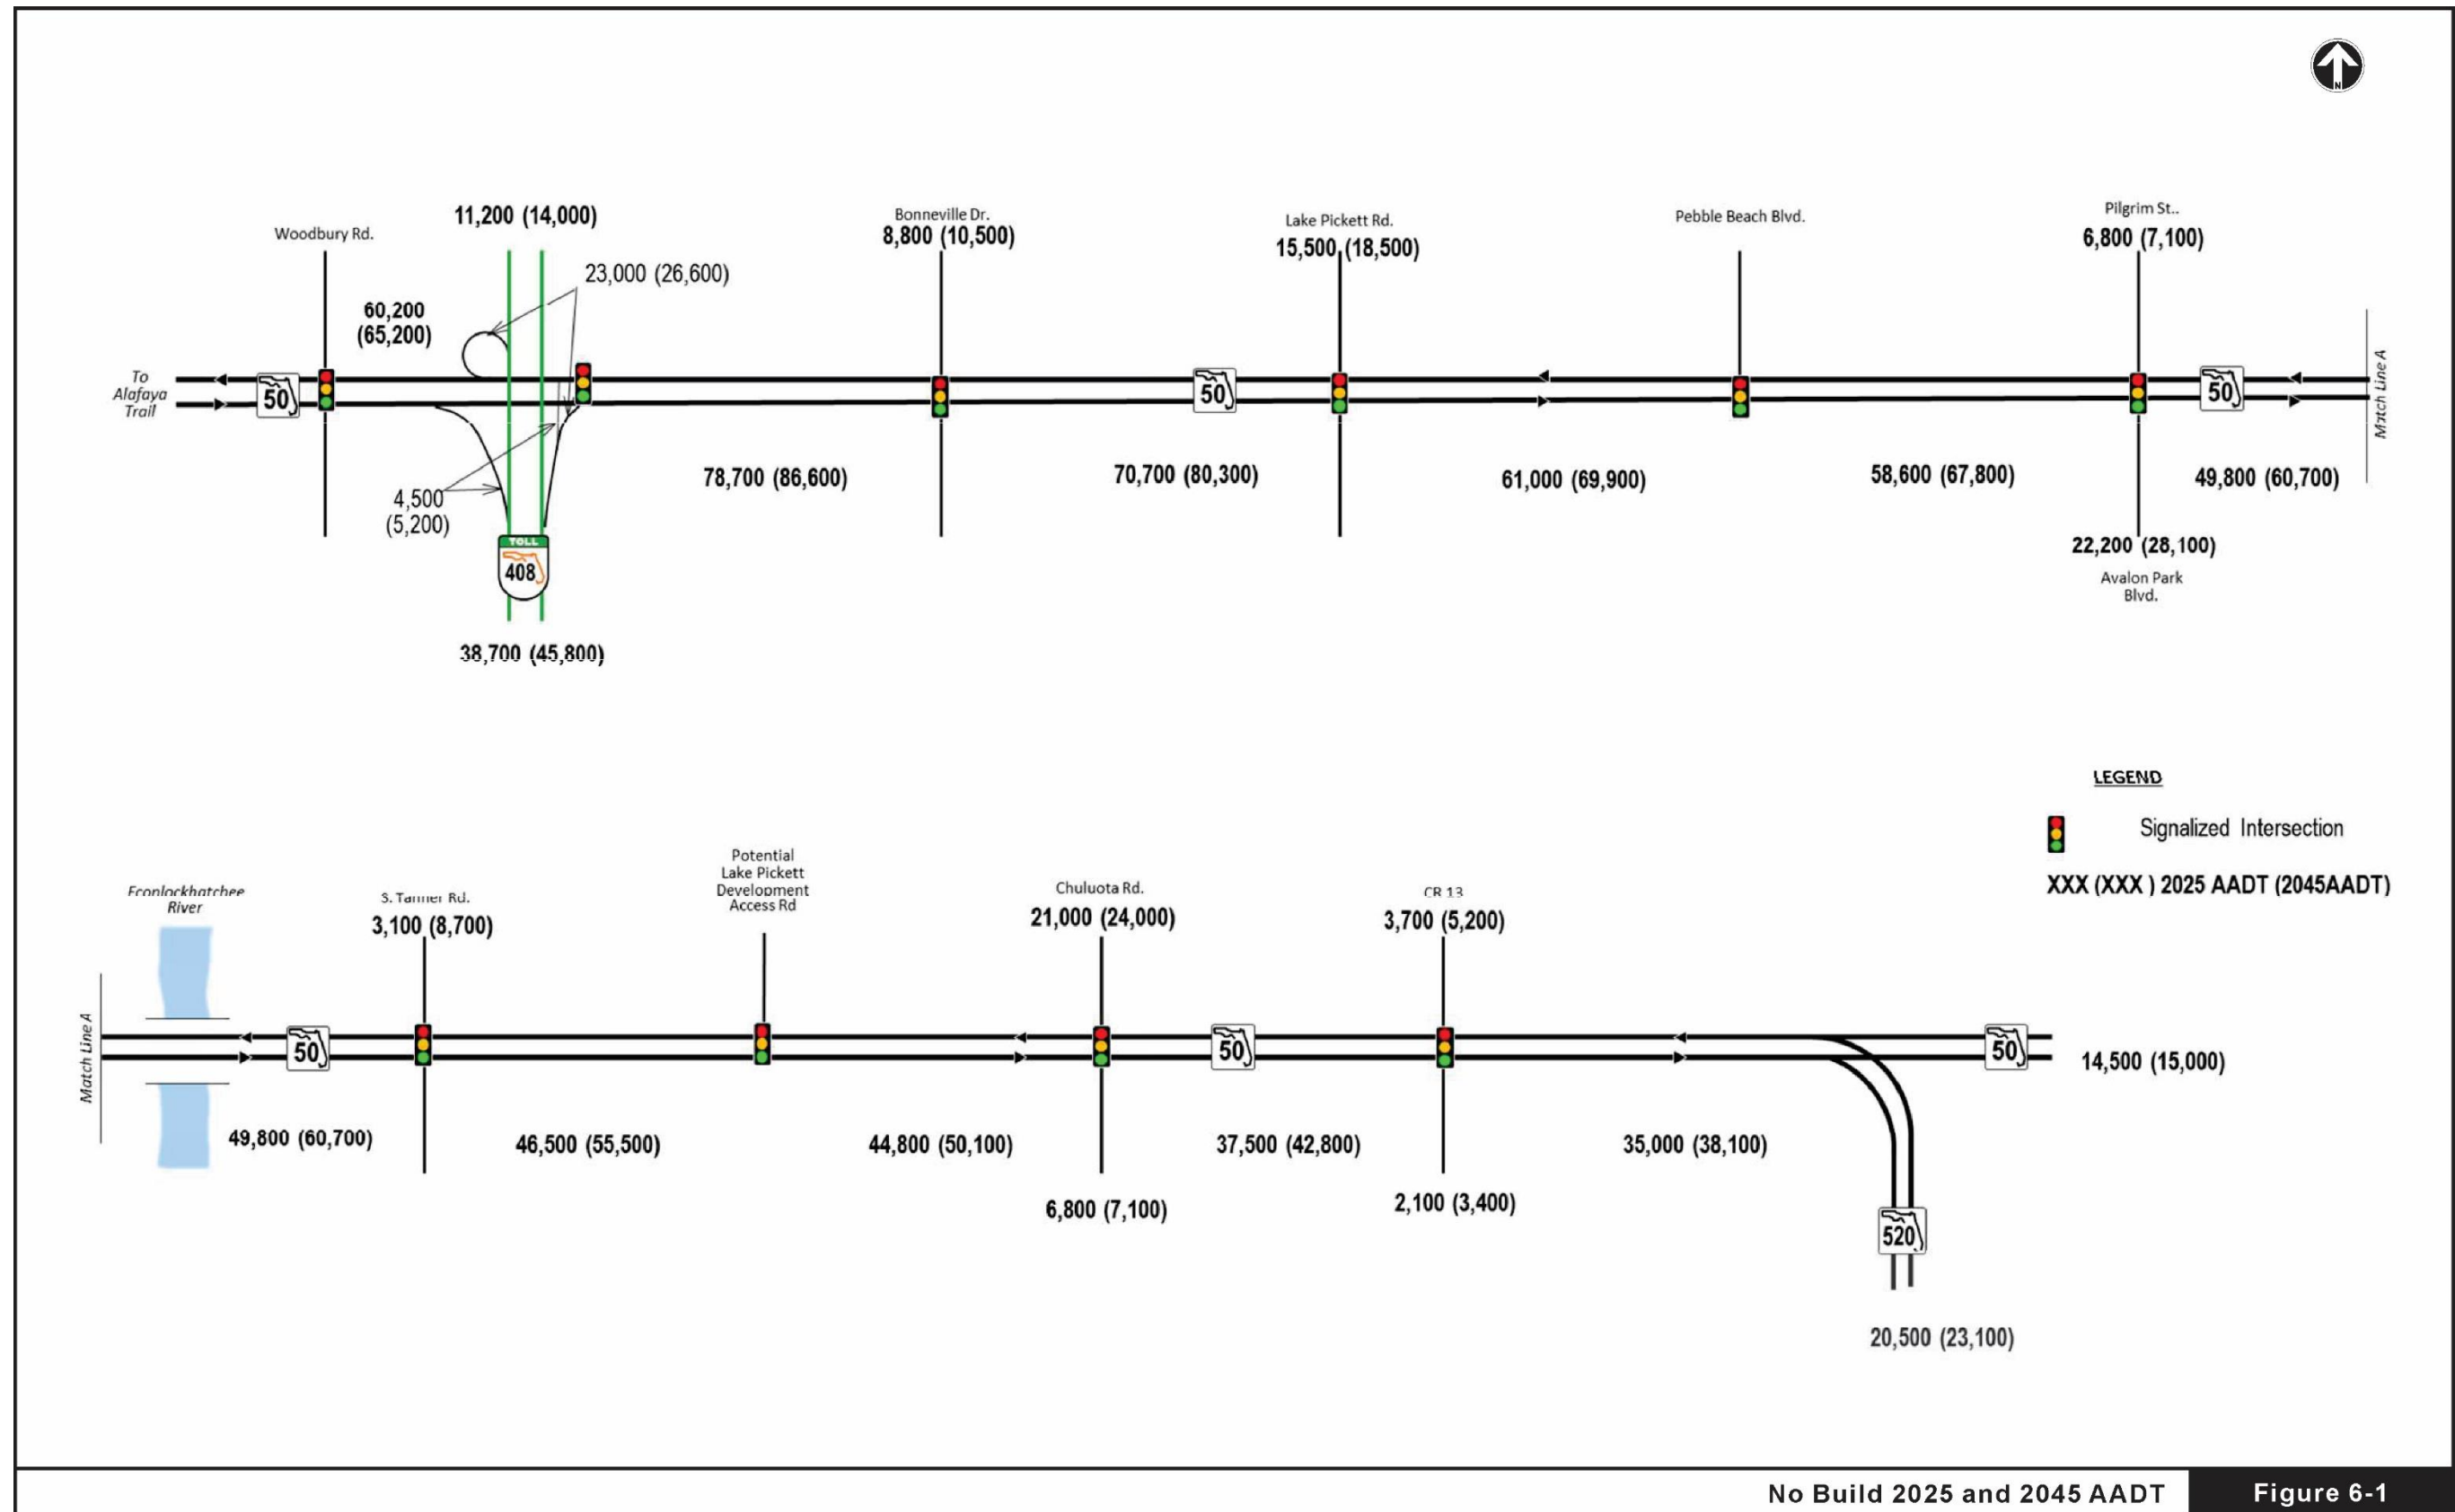 N
Woodbury Rd.
11,200 (14,000)
Bonneville Dr.
8,800 (10,500)
Lake Pickett Rd.
15,500 (18,500)
Pebble Beach Blvd.
Pilgrim St..
6,800 (7,100)
23,000 (26,600)
60,200
(65,200)
To
Alafaya
Trail
50
50
50
Match Line A
4,500
(5,200)
78,700 (86,600)
70,700 (80,300)
61,000 (69,900)
58,600 (67,800)
49,800 (60,700)
TOLL
408
22,200 (28,100)
Avalon Park
Blvd.
38,700 (45,800)
LEGEND
Signalized Intersection
XXX (XXX ) 2025 AADT (2045AADT)
Econlockhatchee
River
S. Tanner Rd.
3,100 (8,700)
Potential
Lake Pickett
Development
Access Rd
Chuluota Rd.
21,000 (24,000)
CR 13
3,700 (5,200)
Match Line A
50
50
50
14,500 (15,000)
49,800 (60,700)
46,500 (55,500)
44,800 (50,100)
37,500 (42,800)
35,000 (38,100)
6,800 (7,100)
2,100 (3,400)
520
20,500 (23,100)
No Build 2025 and 2045 AADT
Figure 6-1